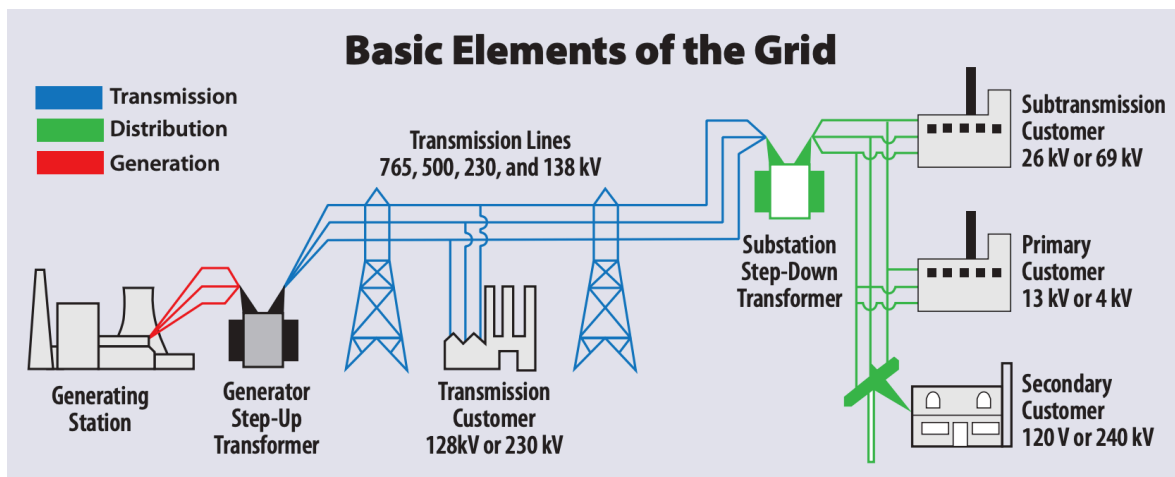 Basic Elements of the Grid
Transmission
Distribution
Generation
Transmission Lines
765, 500, 230, and 138 kV
Generating
Station
Generator
Step-Up
Transformer
Transmission
Customer
128kV or 230 kV
Substation
Step-Down
Transformer
Subtransmission
Customer
26 kV or 69 kV
Primary
Customer
13 kV or 4 kV
Secondary
Customer
120 V or 240 kV